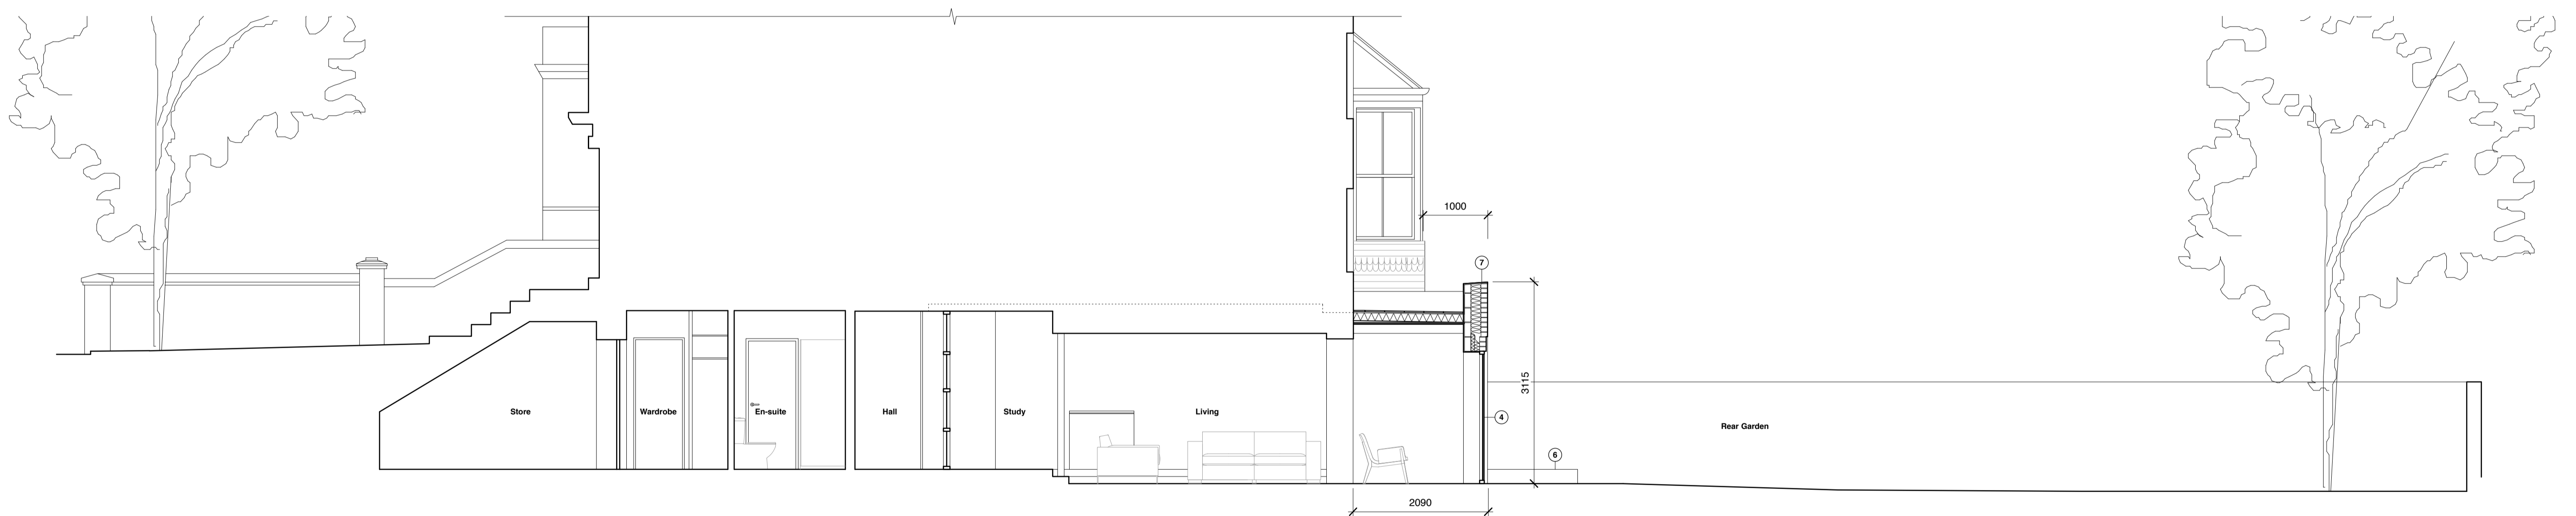 1000
7
3115
Store
Wardrobe
En-suite
Hall
Study
Living
4
Rear Garden
6
2090